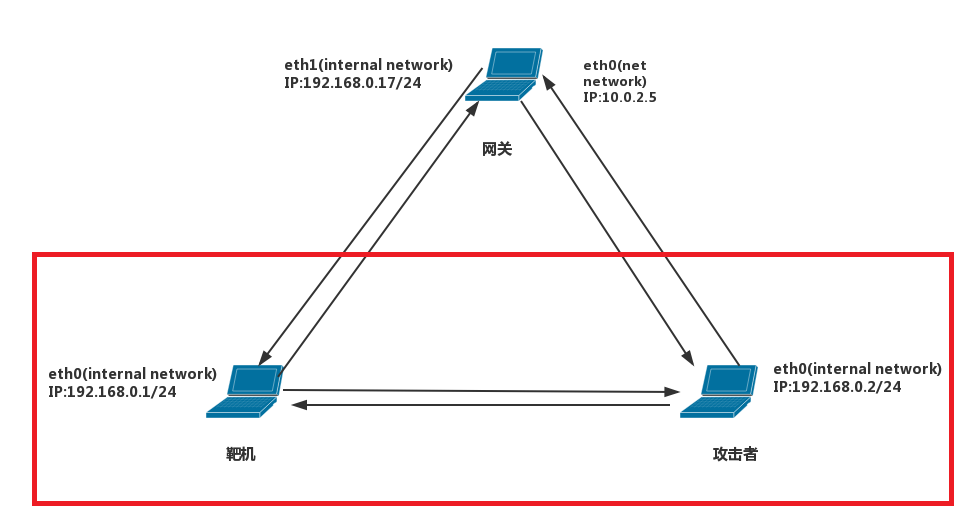 eth1(internal network)
IP:192.168.0.17/24
eth0(net
network)
IP:10.0.2.5
网关
eth0(internal network)
IP:192.168.0.1/24
eth0(internal network)
IP:192.168.0.2/24
靶机
攻击者